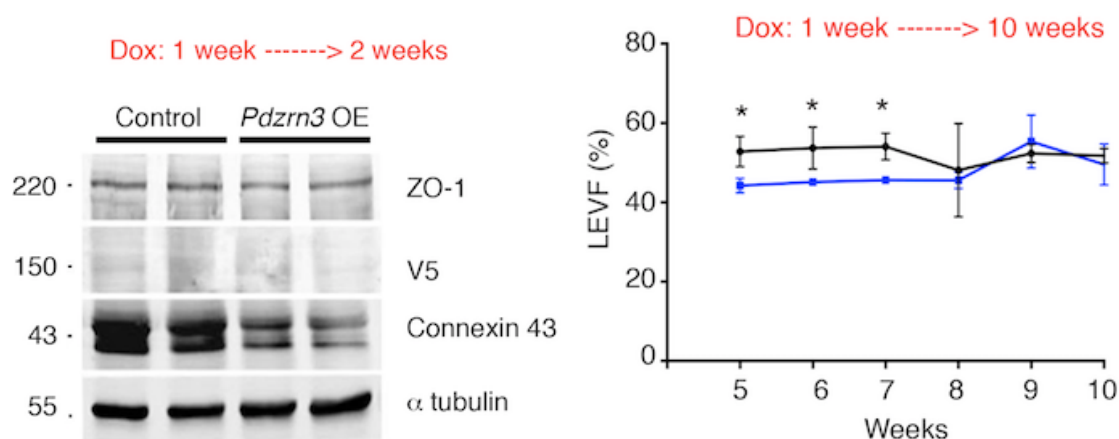 Dox: 1 week -------> 2 weeks
Control Pdzrn3 OE
220 ZO-1
150 V5
43 Connexin 43
55 α tubulin
Dox: 1 week -------> 10 weeks
80
60
40
20
0
LEVF (%)
* * *
5 6 7 8 9 10
Weeks